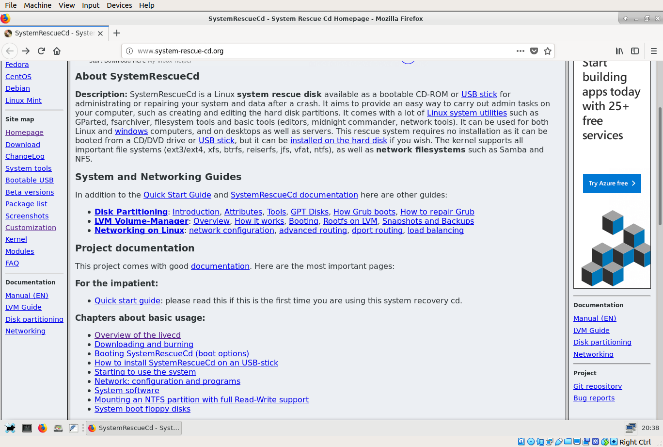 File Machine View Input Devices Help
SystemRescueCd - System Rescue Cd Homepage - Mozilla Firefox
SystemRescueCd - System
www.system-rescue-cd.org
Fedora
CentOS
Debian
Linux Mint
Site map
Homepage
Download
ChangeLog
System tools
Bootable USB
Beta versions
Package list
Screenshots
Customization
Kernel
Modules
FAQ
Documentation
Manual (EN)
LVM Guide
Disk partitioning
Networking
About SystemRescueCd
Description: SystemRescueCd is a Linux system rescue disk available as a bootable CD-ROM or USB stick for
administrating or repairing your system and data after a crash. It aims to provide an easy way to carry out admin tasks on
your computer, such as creating and editing the hard disk partitions. It comes with a lot of Linux system utilities such as
GParted, fsarchiver, filesystem tools and basic tools (editors, midnight commander, network tools). It can be used for both
Linux and windows computers, and on desktops as well as servers. This rescue system requires no installation as it can be
booted from a CD/DVD drive or USB stick, but it can be installed on the hard disk if you wish. The kernel supports all
important file systems (ext3/ext4, xfs, btrfs, reiserfs, jfs, vfat, ntfs), as well as network filesystems such as Samba and
NFS.
System and Networking Guides
In addition to the Quick Start Guide and SystemRescueCd documentation here are other guides:
Disk Partitioning: Introduction, Attributes, Tools, GPT Disks, How Grub boots, How to repair Grub
LVM Volume-Manager: Overview, How it works, Booting, Rootfs on LVM, Snapshots and Backups
Networking on Linux: network configuration, advanced routing, dport routing, load balancing
Project documentation
This project comes with good documentation. Here are the most important pages:
For the impatient:
Quick start guide: please read this if this is the first time you are using this system recovery cd.
Chapters about basic usage:
Overview of the livecd
Downloading and burning
Booting SystemRescueCd (boot options)
How to install SystemRescueCd on an USB-stick
Starting to use the system
Network: configuration and programs
System software
Mounting an NTFS partition with full Read-Write support
System boot floppy disks
Start
building
apps today
with 25+
free
services
Try Azure free
Documentation
Manual (EN)
LVM Guide
Disk partitioning
Networking
Project
Git repository
Bug reports
SystemRescueCd - Syst...
20:38
Right Ctrl